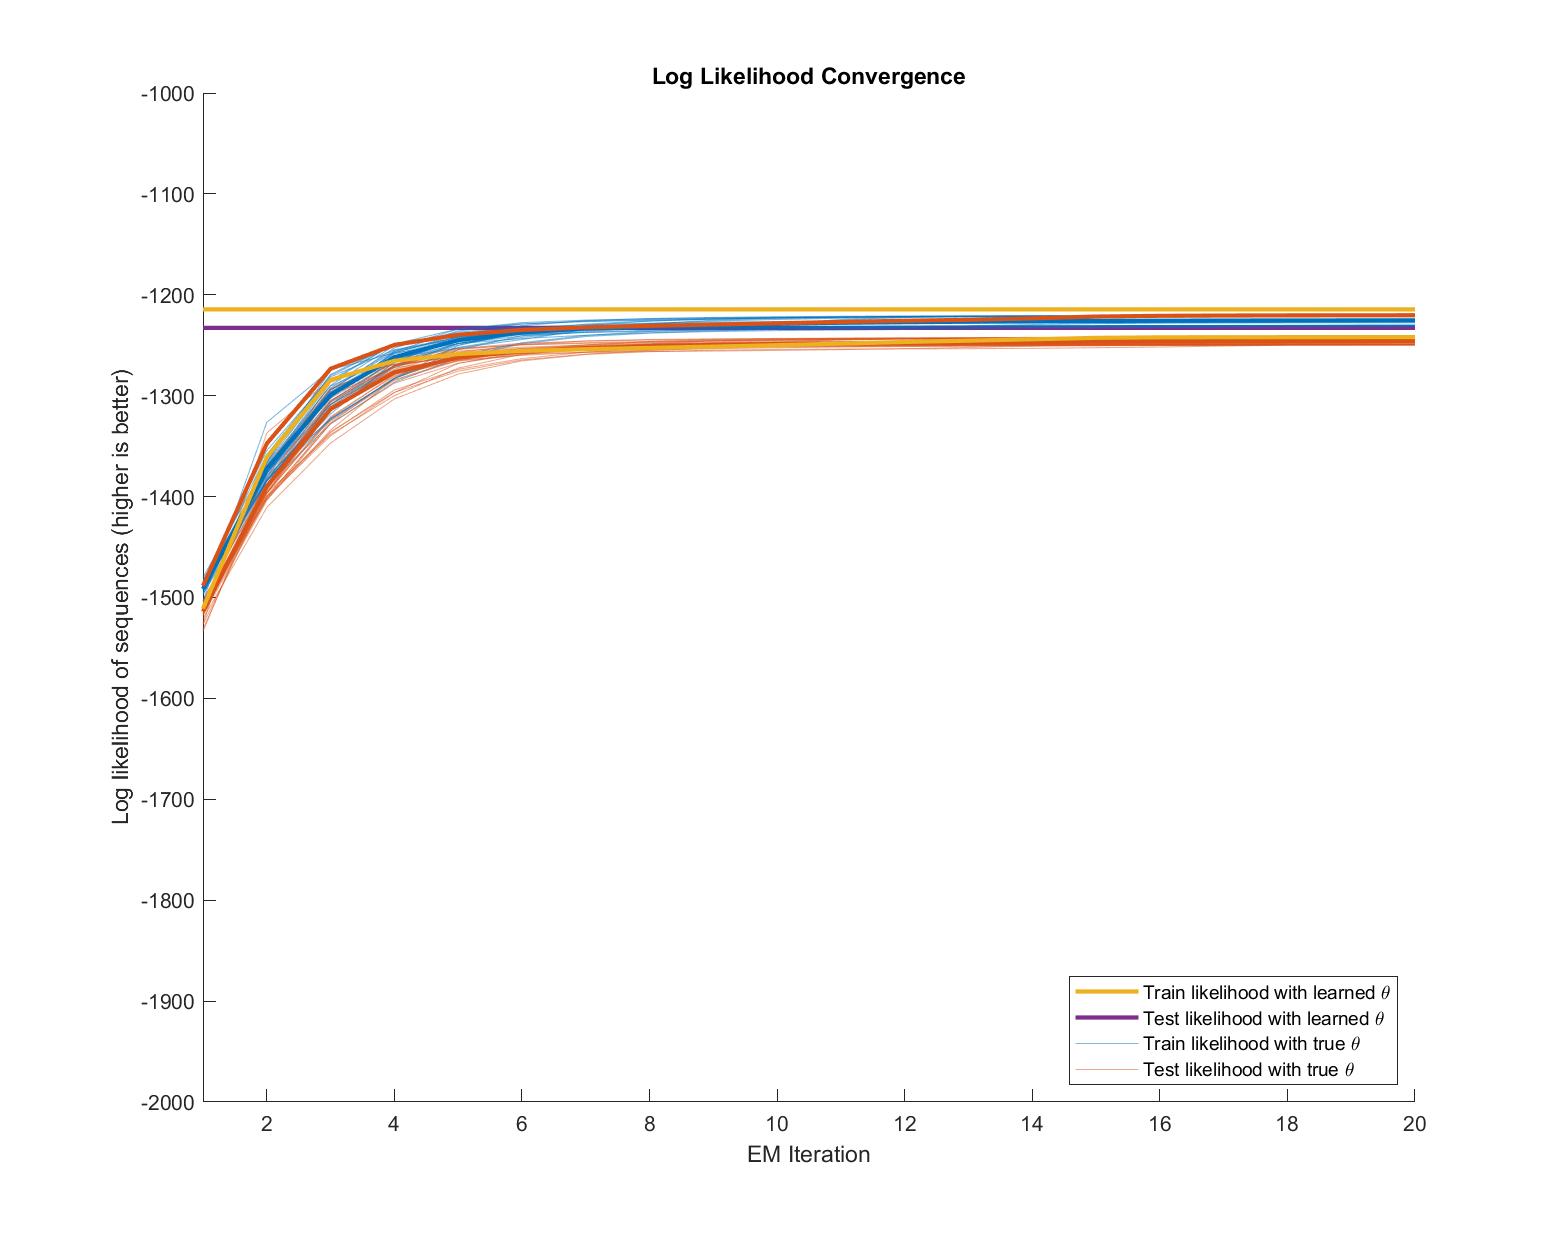 Log Likelihood Convergence
Log likelihood of sequences (higher is better)
-1000
-1100
-1200
-1300
-1400
-1500
-1600
-1700
-1800
-1900
-2000
Train likelihood with learned θ
Test likelihood with learned θ
Train likelihood with true θ
Test likelihood with true θ
2 4 6 8 10 12 14 16 18 20
EM Iteration